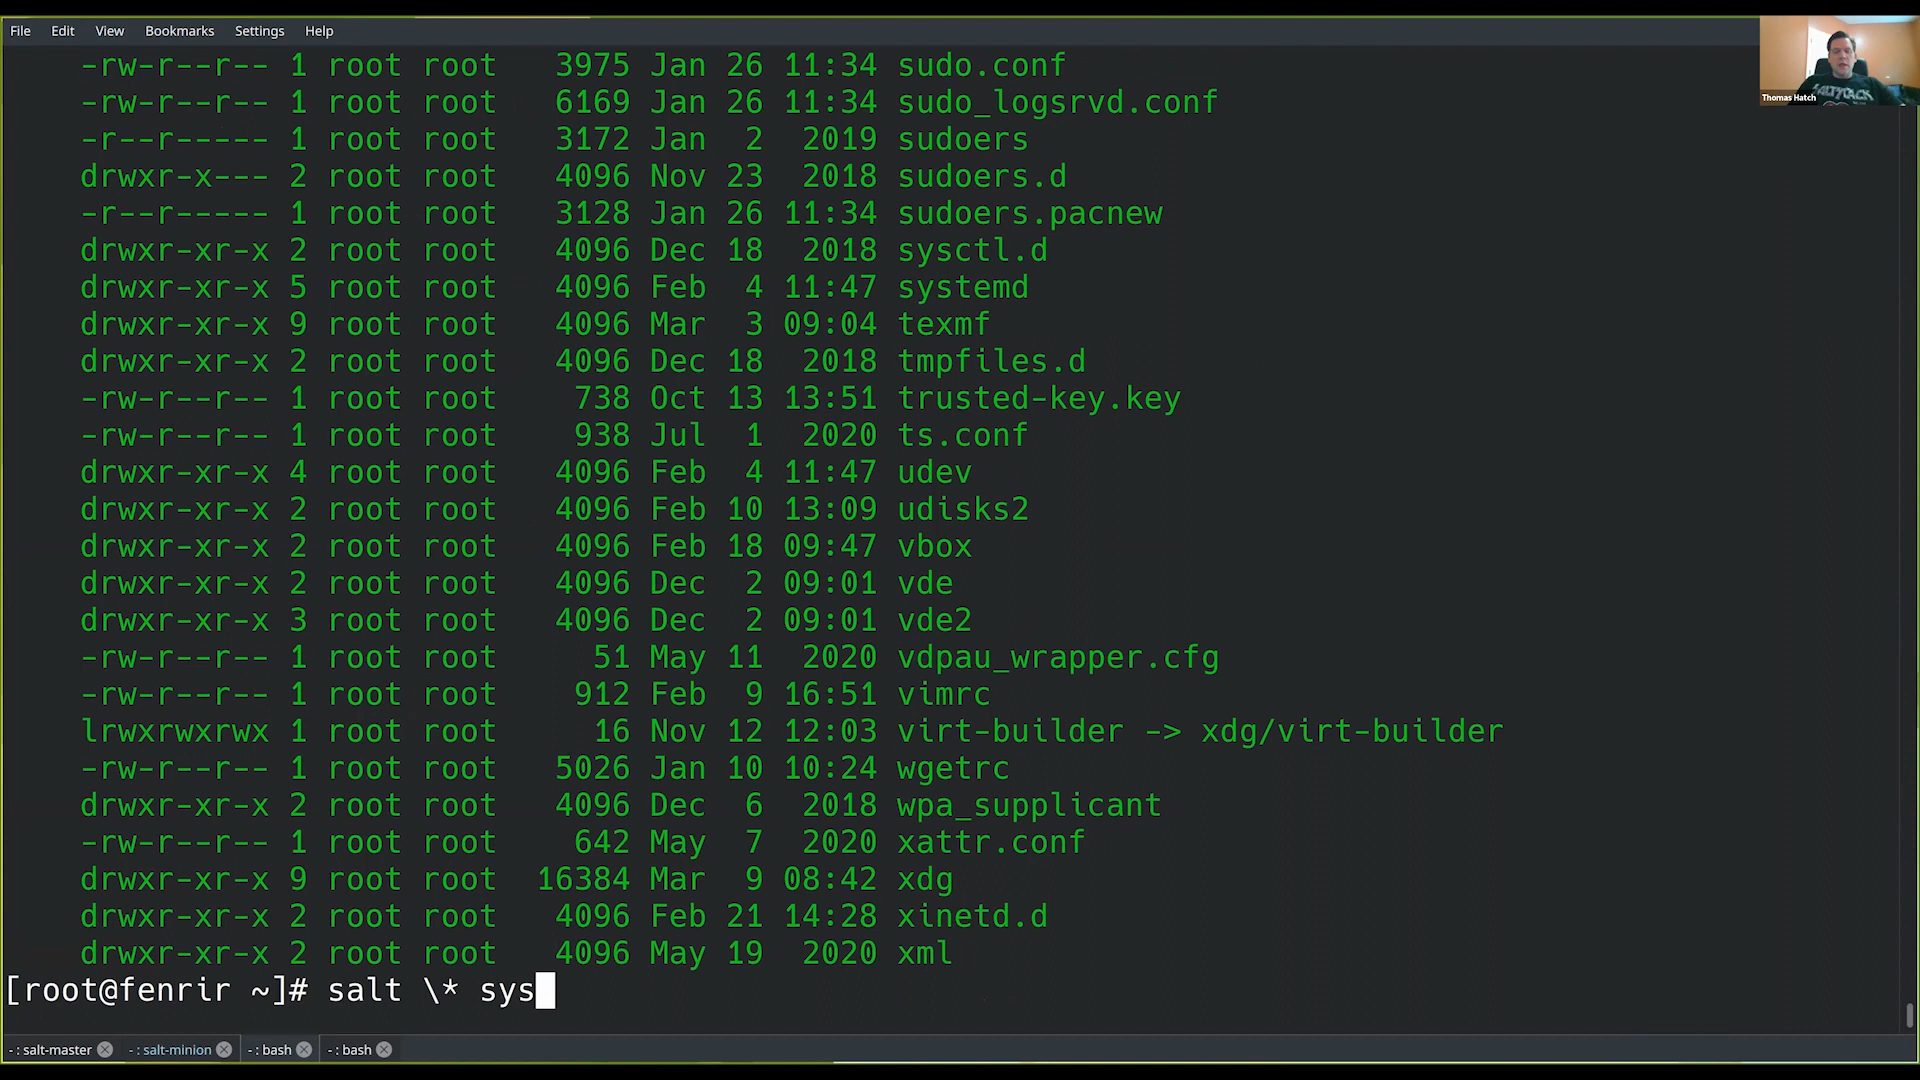 File Edit View Bookmarks Settings Help
-rw-r--r-- 1 root root 3975 Jan 26 11:34 sudo.conf
-rw-r--r-- 1 root root 6169 Jan 26 11:34 sudo_logsrvd.conf
-r--r----- 1 root root 3172 Jan 2 2019 sudoers
drwxr-x--- 2 root root 4096 Nov 23 2018 sudoers.d
-r--r----- 1 root root 3128 Jan 26 11:34 sudoers.pacnew
drwxr-xr-x 2 root root 4096 Dec 18 2018 sysctl.d
drwxr-xr-x 5 root root 4096 Feb 4 11:47 systemd
drwxr-xr-x 9 root root 4096 Mar 3 09:04 texmf
drwxr-xr-x 2 root root 4096 Dec 18 2018 tmpfiles.d
-rw-r--r-- 1 root root 738 Oct 13 13:51 trusted-key.key
-rw-r--r-- 1 root root 938 Jul 1 2020 ts.conf
drwxr-xr-x 4 root root 4096 Feb 4 11:47 udev
drwxr-xr-x 2 root root 4096 Feb 10 13:09 udisks2
drwxr-xr-x 2 root root 4096 Feb 18 09:47 vbox
drwxr-xr-x 2 root root 4096 Dec 2 09:01 vde
drwxr-xr-x 3 root root 4096 Dec 2 09:01 vde2
-rw-r--r-- 1 root root 51 May 11 2020 vdpau_wrapper.cfg
-rw-r--r-- 1 root root 912 Feb 9 16:51 vimrc
lrwxrwxrwx 1 root root 16 Nov 12 12:03 virt-builder -> xdg/virt-builder
-rw-r--r-- 1 root root 5026 Jan 10 10:24 wgetrc
drwxr-xr-x 2 root root 4096 Dec 6 2018 wpa_supplicant
-rw-r--r-- 1 root root 642 May 7 2020 xattr.conf
drwxr-xr-x 9 root root 16384 Mar 9 08:42 xdg
drwxr-xr-x 2 root root 4096 Feb 21 14:28 xinetd.d
drwxr-xr-x 2 root root 4096 May 19 2020 xml
[root@fenrir ~]# salt \* sys
- : salt-master - : salt-minion - : bash - : bash
Thomas Hatch